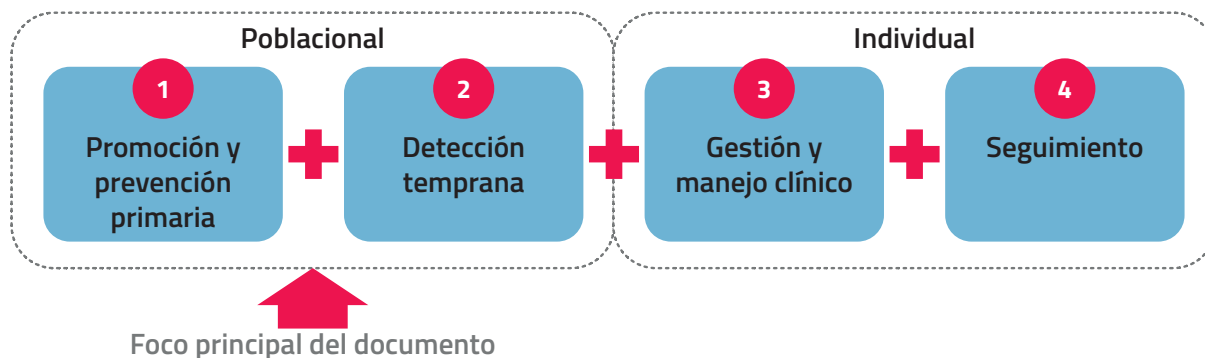 Poblacional
Individual
1
2
3
4
Promoción y
prevención
primaria
Detección
temprana
Gestión y
manejo clínico
Seguimiento
Foco principal del documento